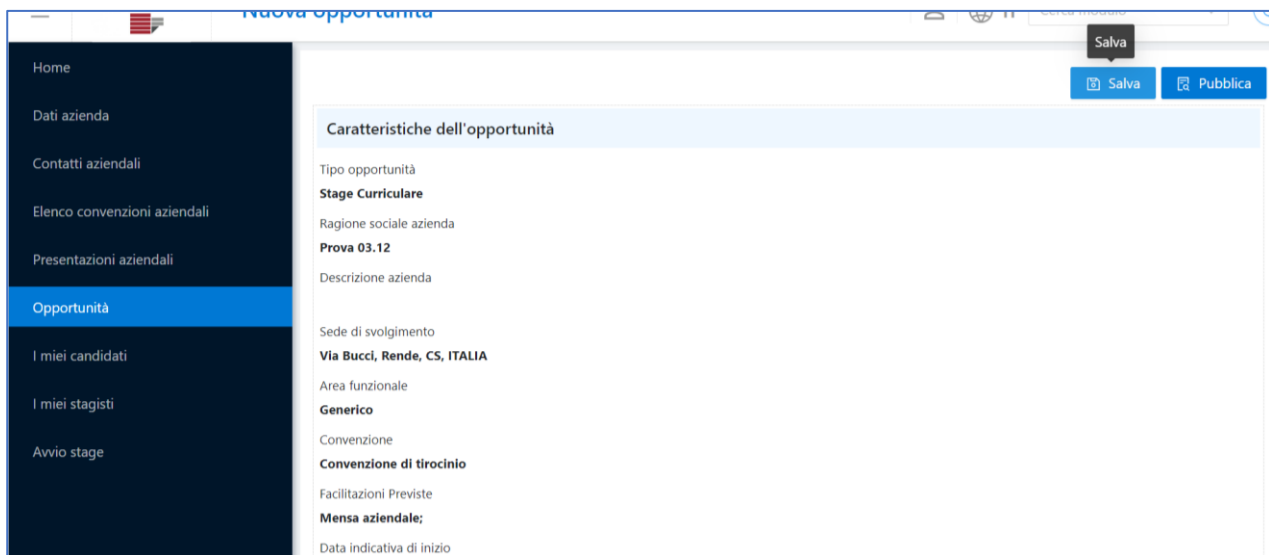 Nuova opportunità
IT
Cerca modulo
Salva
Home
Salva
Pubblica
Dati azienda
Caratteristiche dell'opportunità
Contatti aziendali
Tipo opportunità
Stage Curriculare
Elenco convenzioni aziendali
Ragione sociale azienda
Prova 03.12
Presentazioni aziendali
Descrizione azienda
Opportunità
Sede di svolgimento
I miei candidati
Via Bucci, Rende, CS, ITALIA
Area funzionale
I miei stagisti
Generico
Convenzione
Avvio stage
Convenzione di tirocinio
Facilitazioni Previste
Mensa aziendale;
Data indicativa di inizio